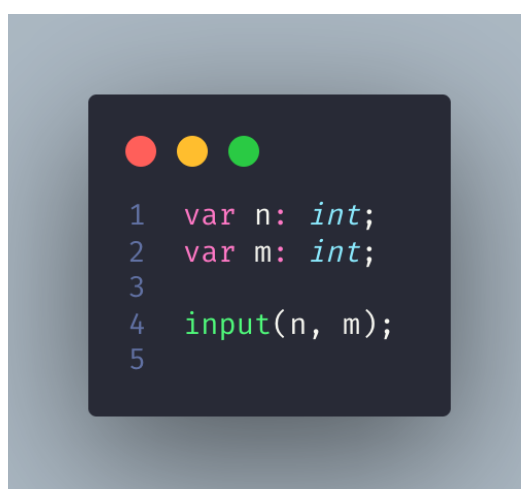 1 var n: int;
2 var m: int;
3
4 input(n, m);
5